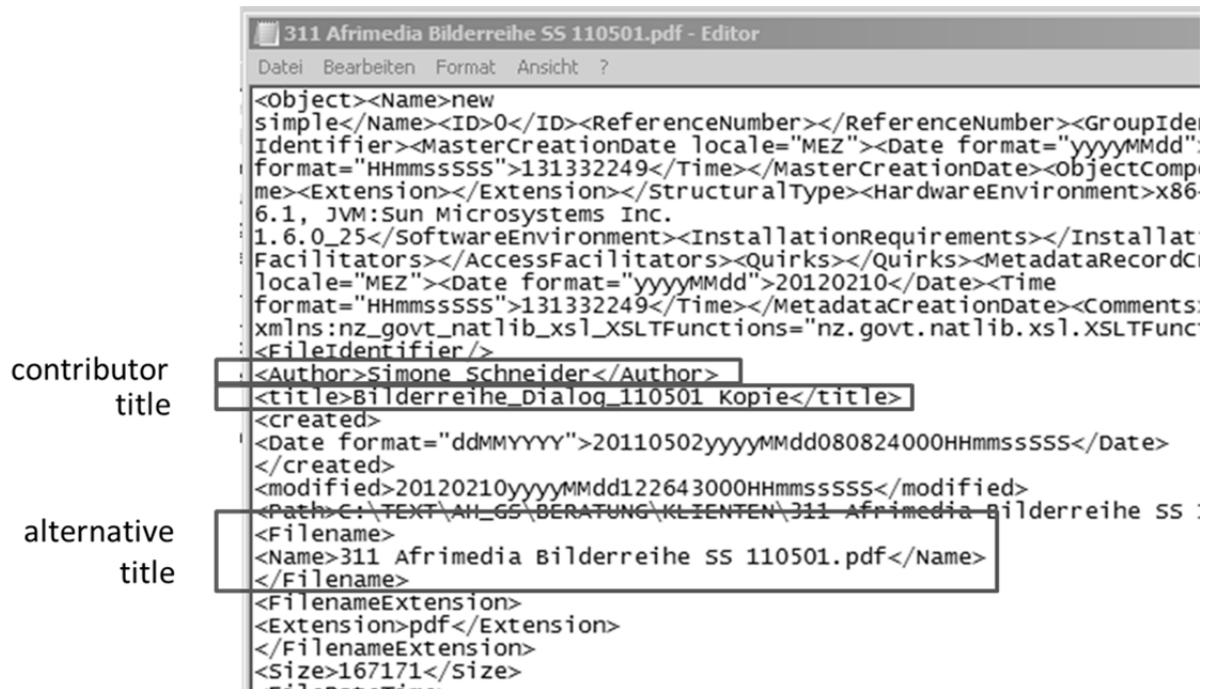 311 Afrimedia Bilderreihe SS 110501.pdf - Editor
Datei Bearbeiten Format Ansicht ?
<Object><Name>new
simple</Name><ID>0</ID><ReferenceNumber></ReferenceNumber><GroupIde
Identifier><MasterCreationDate locale="MEZ"><Date format="yyyyMMdd"
format="HHmmssSSS">131332249</Time></MasterCreationDate><ObjectComp
me><Extension></Extension></StructuralType><HardwareEnvironment>x86
6.1, JVM:Sun Microsystems Inc.
1.6.0_25</SoftwareEnvironment><InstallationRequirements></Installat
Facilitators></AccessFacilitators><Quirks></Quirks><MetadataRecordC
locale="MEZ"><Date format="yyyyMMdd">20120210</Date><Time
format="HHmmssSSS">131332249</Time></MetadataCreationDate><Comments
xmlns:nz_govt_natlib_xsl_XSLTFunctions="nz.govt.natlib.xsl.XSLTFunc
<FileIdentifier/>
contributor
<Author>Simone Schneider</Author>
title
<title>Bilderreihe_Dialog_110501 Kopie</title>
<created>
<Date format="ddMMYYYY">20110502yyyyMMdd080824000HHmmssSSS</Date>
</created>
<modified>20120210yyyyMMdd122643000HHmmssSSS</modified>
<Path>C:\TEXT\AH_GS\BERATUNG\KLIENTEN\311 Afrimedia Bilderreihe SS
alternative
title
<Filename>
<Name>311 Afrimedia Bilderreihe SS 110501.pdf</Name>
</Filename>
<FilenameExtension>
<Extension>pdf</Extension>
</FilenameExtension>
<Size>167171</Size>